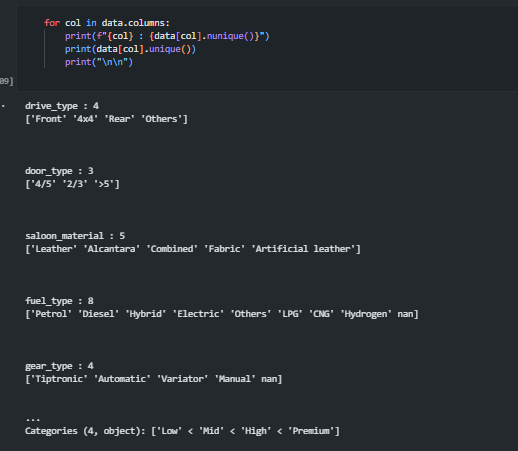 for col in data.columns:
print(f"{col} : {data[col].nunique()}")
print(data[col].unique())
print("\n\n")
09]
drive_type : 4
['Front' '4x4' 'Rear' 'Others']
door_type : 3
['4/5' '2/3' '>5']
saloon_material : 5
['Leather' 'Alcantara' 'Combined' 'Fabric' 'Artificial leather']
fuel_type : 8
['Petrol' 'Diesel' 'Hybrid' 'Electric' 'Others' 'LPG' 'CNG' 'Hydrogen' nan]
gear_type : 4
['Tiptronic' 'Automatic' 'Variator' 'Manual' nan]
...
Categories (4, object): ['Low' < 'Mid' < 'High' < 'Premium']